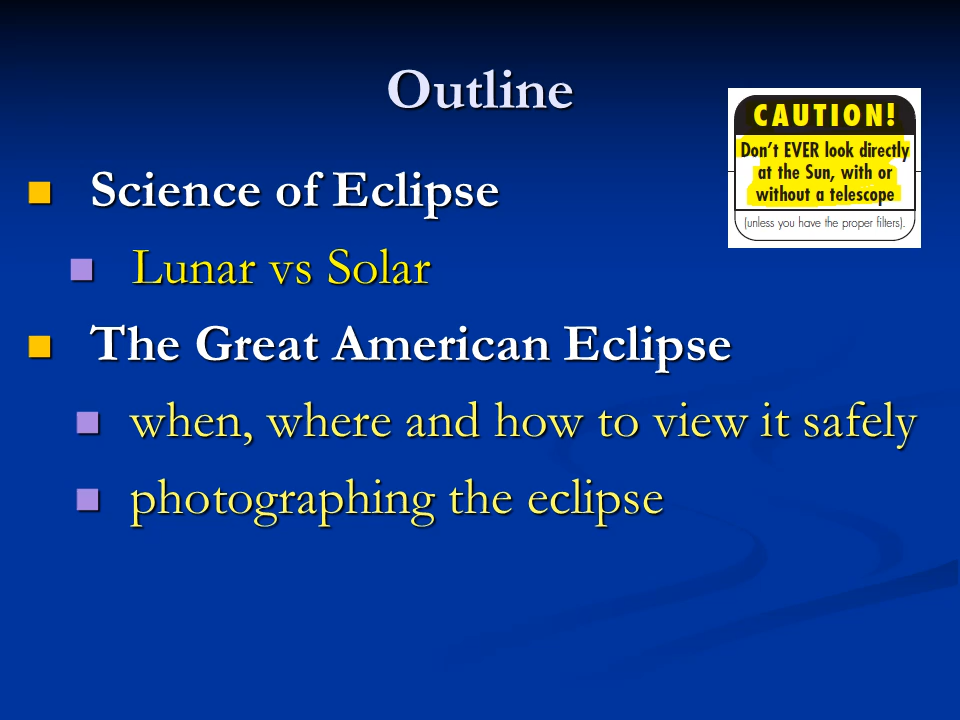 Outline
CAUTION!
Don't EVER look directly
at the Sun, with or
without a telescope
(unless you have the proper filters).
Science of Eclipse
Lunar vs Solar
The Great American Eclipse
when, where and how to view it safely
photographing the eclipse